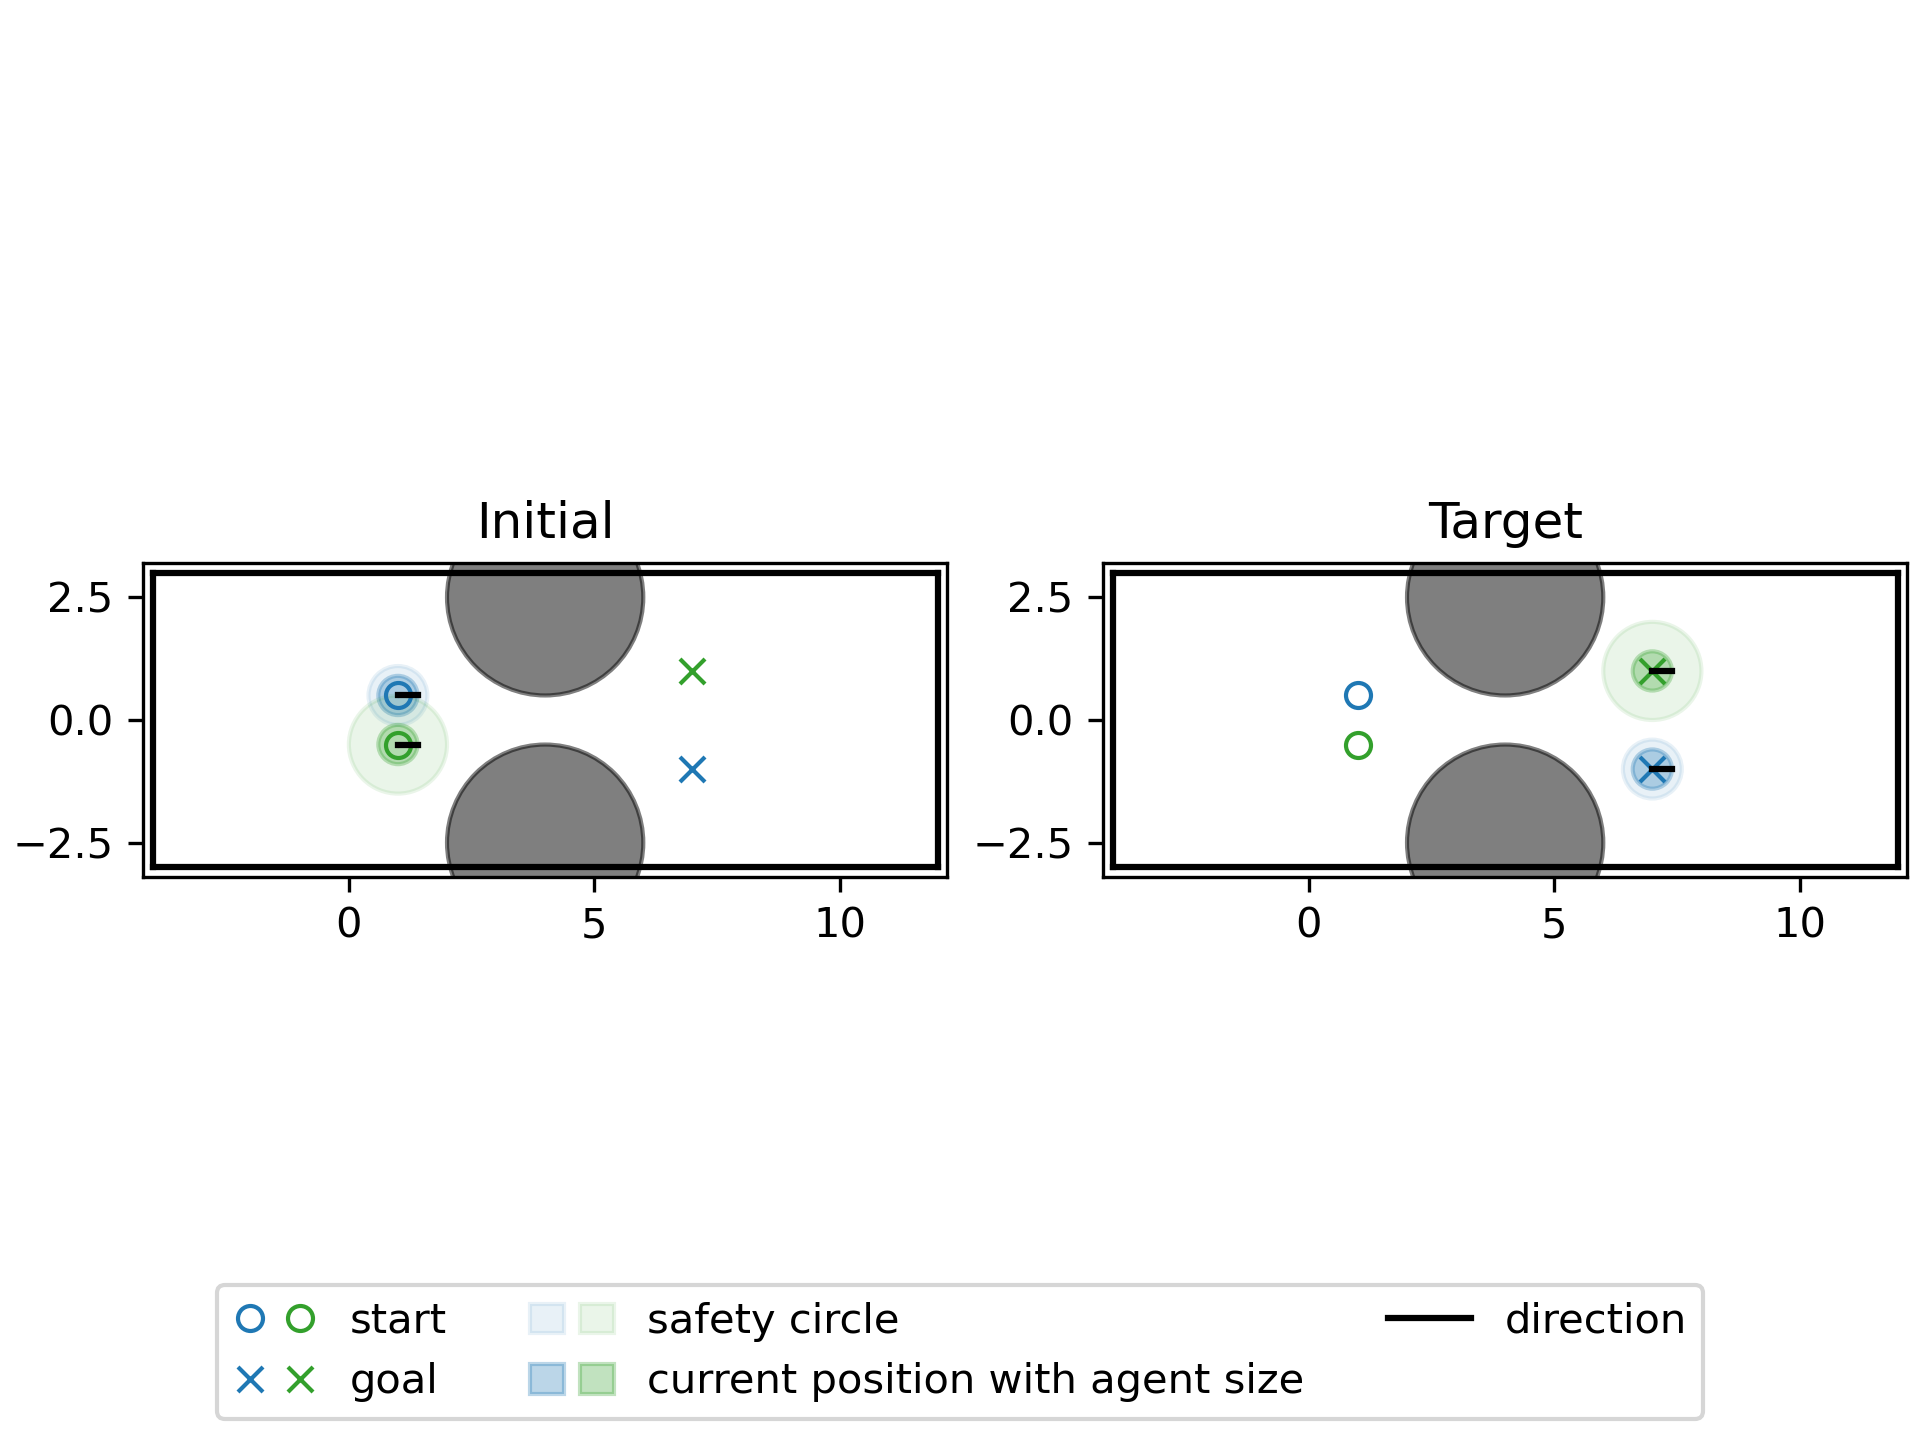 Initial
Target
2.5
0.0
−2.5
0
5
10
2.5
0.0
−2.5
0
5
10
start
goal
safety circle
current position with agent size
direction